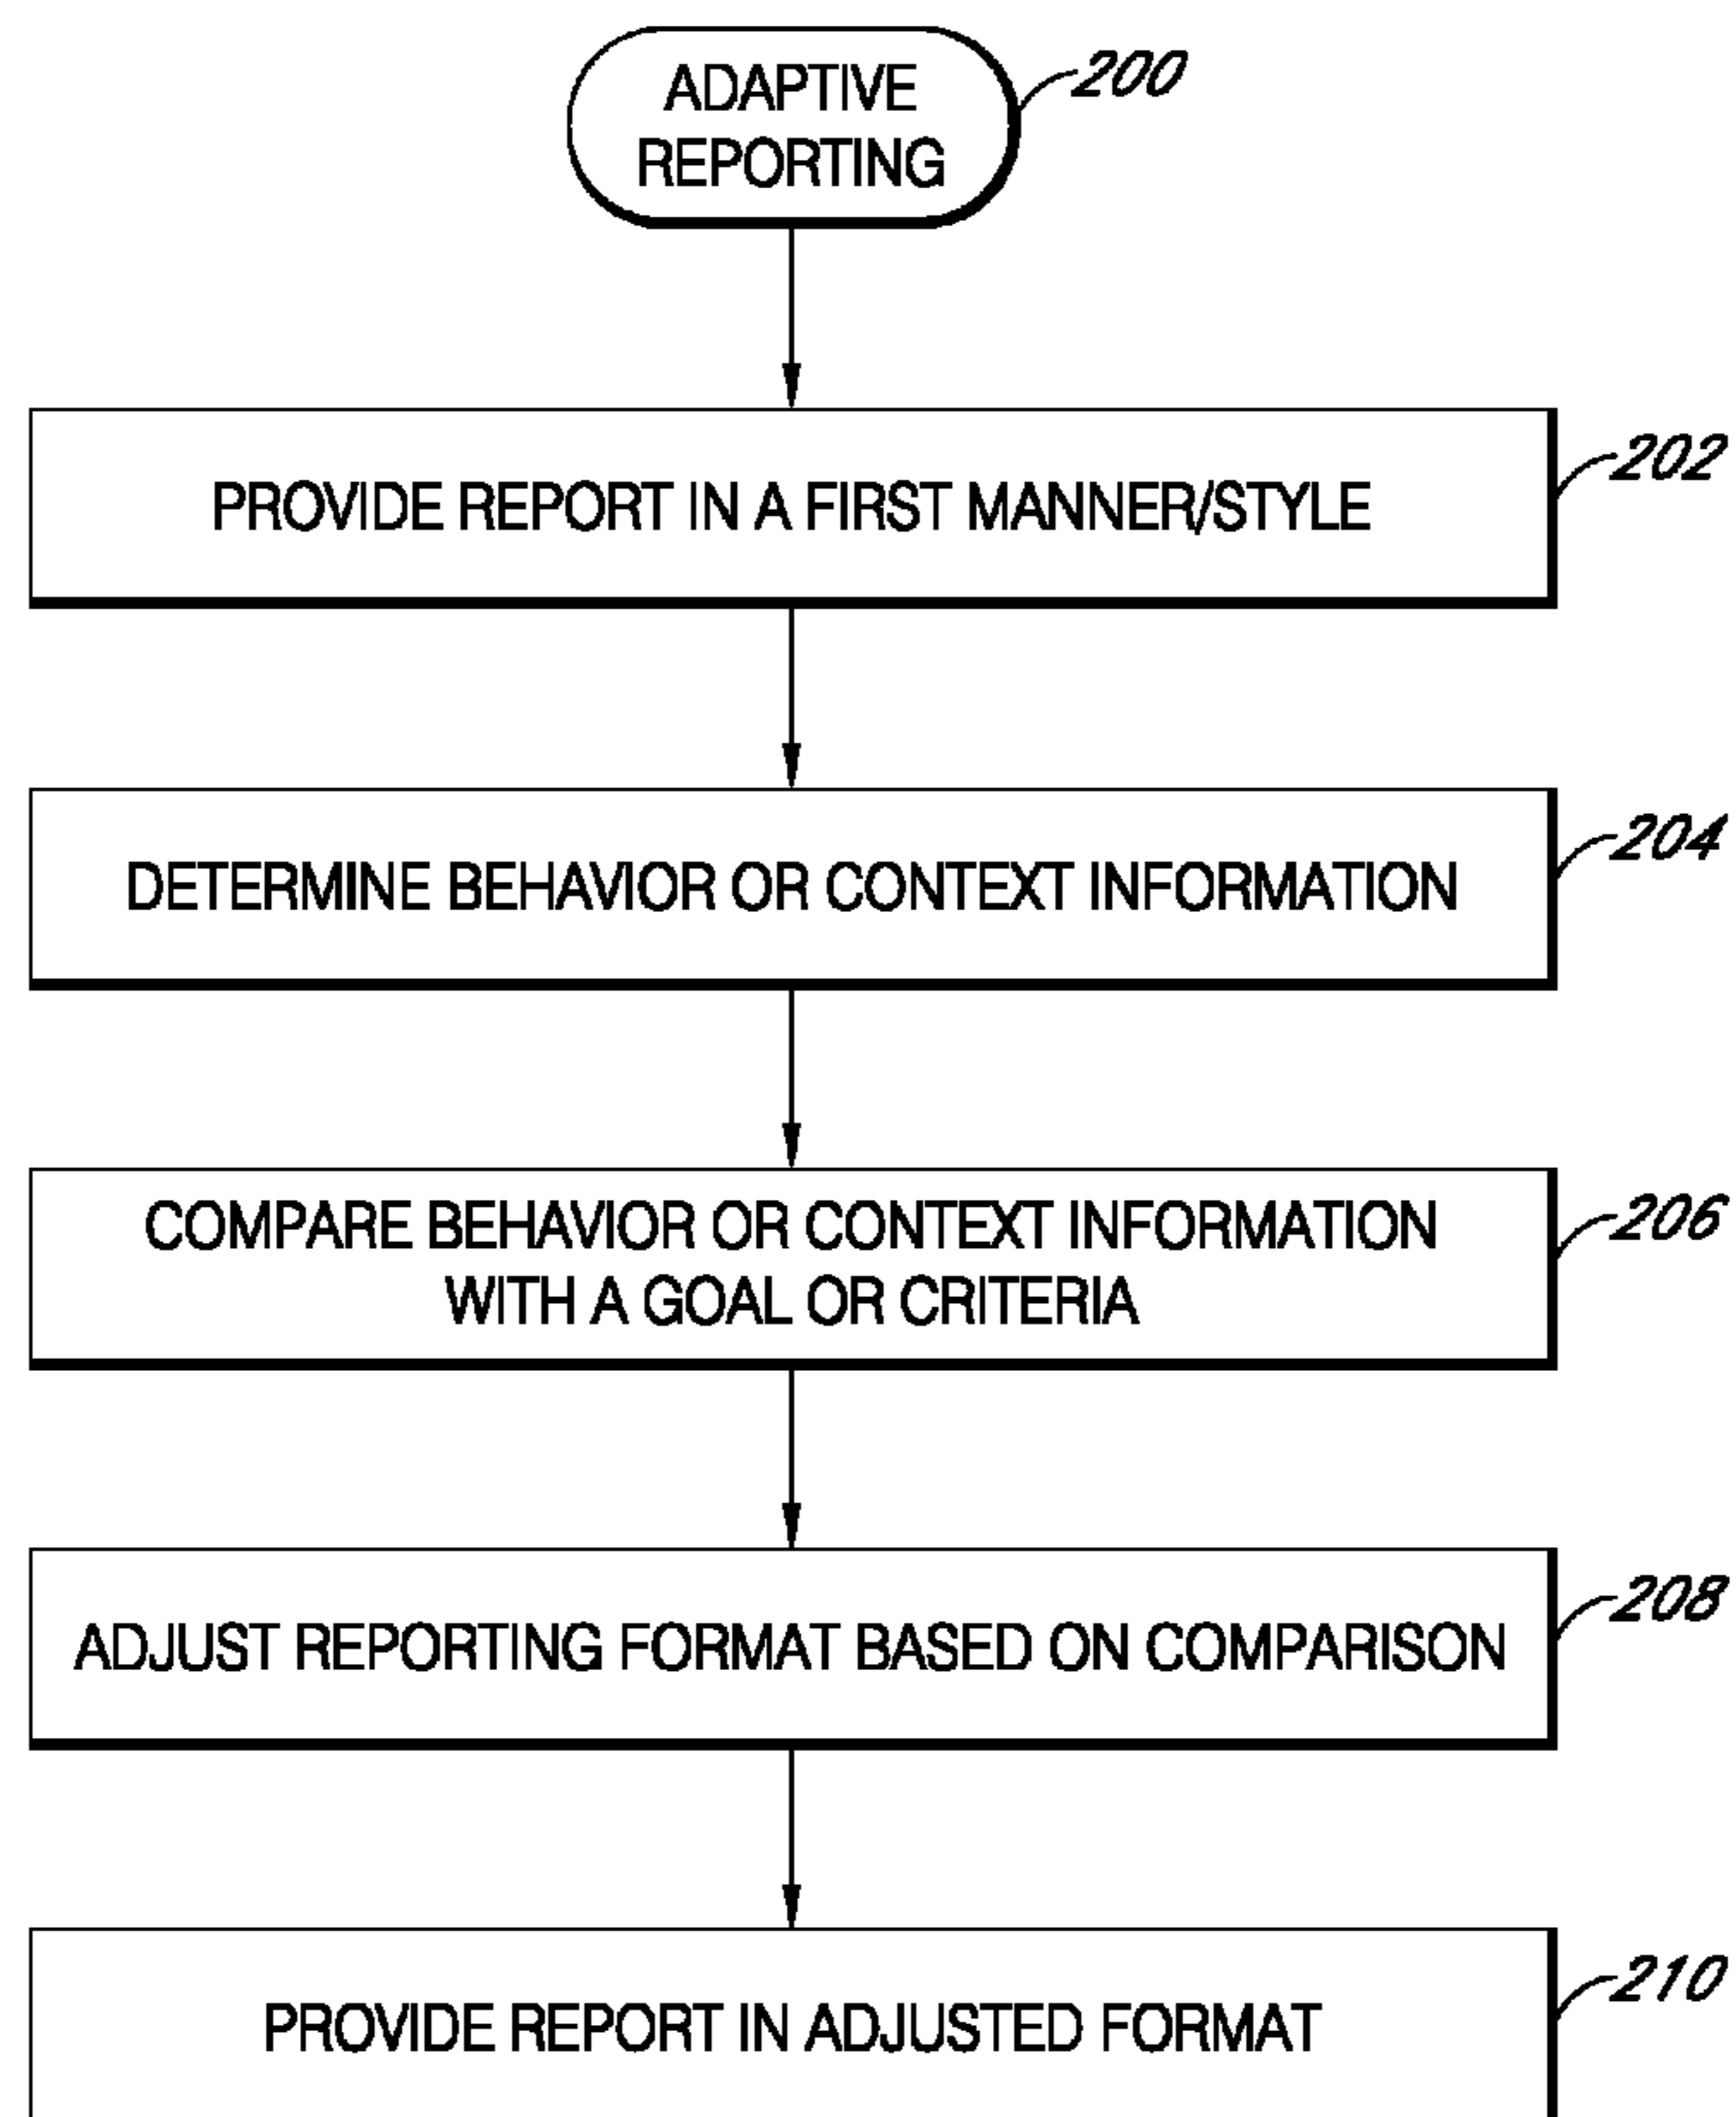 ADAPTIVE
REPORTING
200
PROVIDE REPORT IN A FIRST MANNER/STYLE
202
DETERMINE BEHAVIOR OR CONTEXT INFORMATION
204
COMPARE BEHAVIOR OR CONTEXT INFORMATION
WITH A GOAL OR CRITERIA
206
ADJUST REPORTING FORMAT BASED ON COMPARISON
208
PROVIDE REPORT IN ADJUSTED FORMAT
210